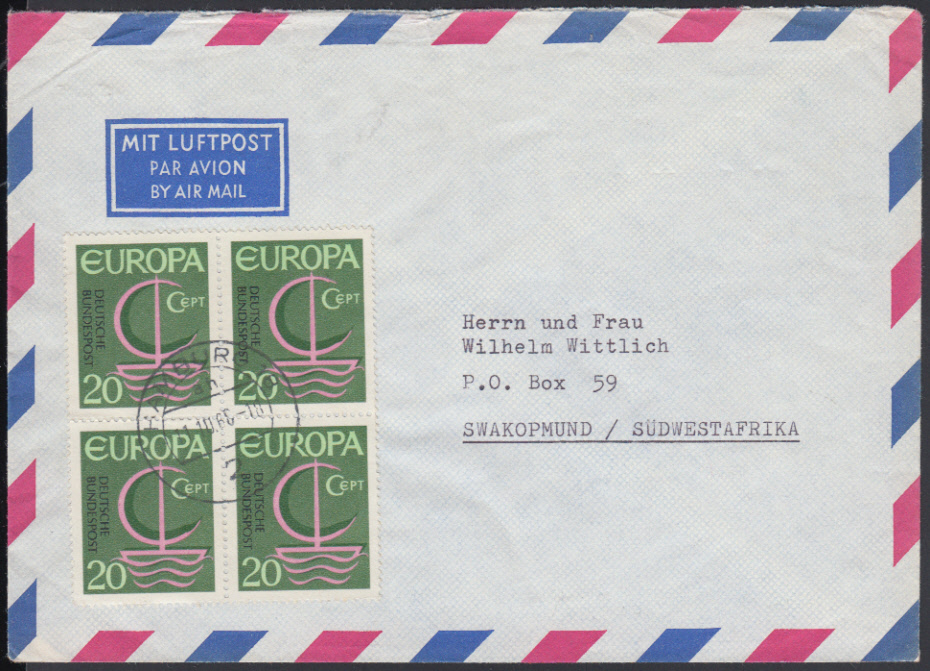 MIT LUFTPOST
PAR AVION
BY AIR MAIL
EUROPA
CEPT
DEUTSCHE
BUNDESPOST
20
EUROPA
CEPT
DEUTSCHE
BUNDESPOST
20
EUROPA
CEPT
DEUTSCHE
BUNDESPOST
20
EUROPA
CEPT
DEUTSCHE
BUNDESPOST
20
HAMBURG
Herrn und Frau
Wilhelm Wittlich
P.O. Box 59
SWAKOPMUND / SÜDWESTAFRIKA